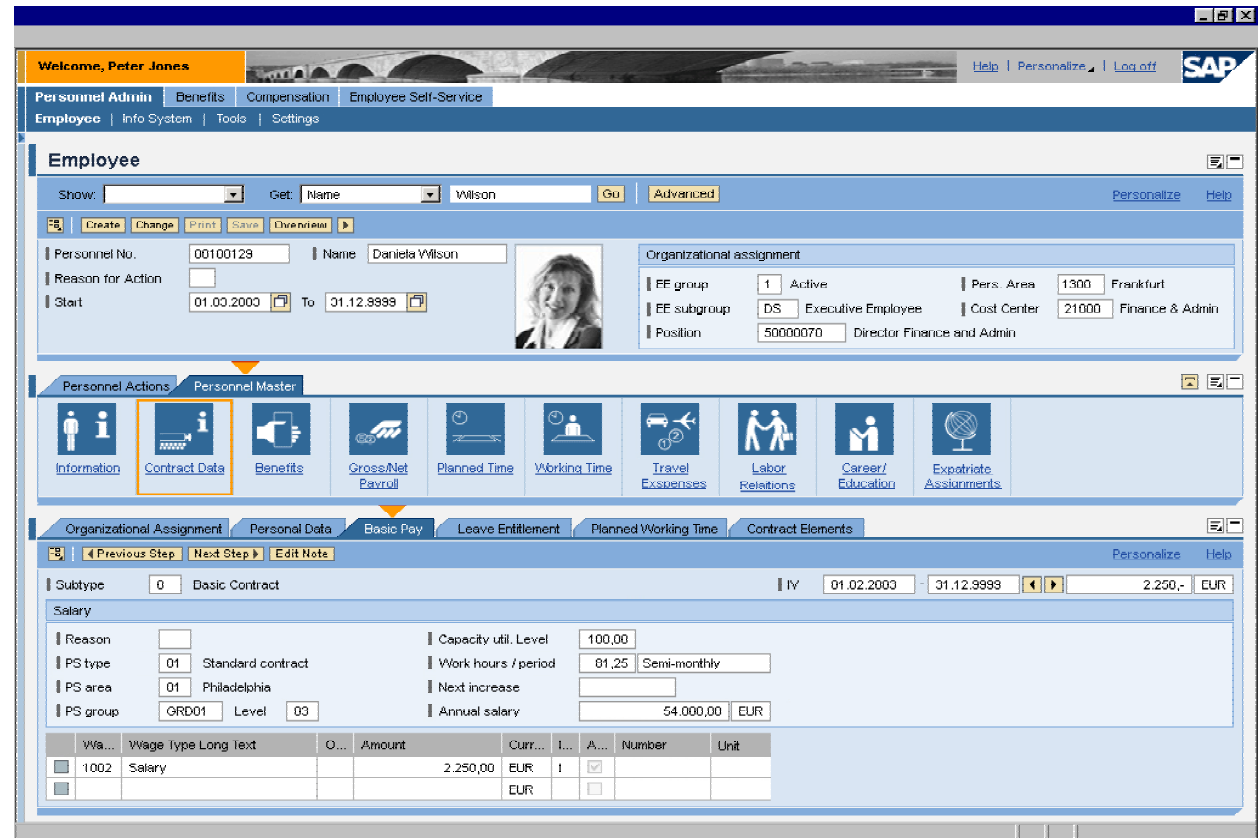 Welcome, Peter Jones
Help | Personalize | Log off
SAP
Personnel Admin Benefits Compensation Employee Self-Service
Employee | Info System | Tools | Settings
Employee
Show: Get: Name Wilson Go Advanced Personalize Help
Create Change Print Save Overview
Personnel No. 00100129 Name Daniela Wilson
Reason for Action
Start 01.03.2003 To 31.12.9999
Organizational assignment
EE group 1 Active Pers. Area 1300 Frankfurt
EE subgroup DS Executive Employee Cost Center 21000 Finance & Admin
Position 50000070 Director Finance and Admin
Personnel Actions Personnel Master
Information Contract Data Benefits Gross/Net Payroll Planned Time Working Time Travel Exspenses Labor Relations Career/ Education Expatriate Assignments
Organizational Assignment Personal Data Basic Pay Leave Entitlement Planned Working Time Contract Elements
Previous Step Next Step Edit Note Personalize Help
Subtype 0 Basic Contract IV 01.02.2003 - 31.12.9999 2.250,- EUR
Salary
Reason Capacity util. Level 100,00
PS type 01 Standard contract Work hours / period 81,25 Semi-monthly
PS area 01 Philadelphia Next increase
PS group GRD01 Level 03 Annual salary 54.000,00 EUR
Wa... Wage Type Long Text O... Amount Curr... I... A... Number Unit
1002 Salary 2.250,00 EUR I
EUR